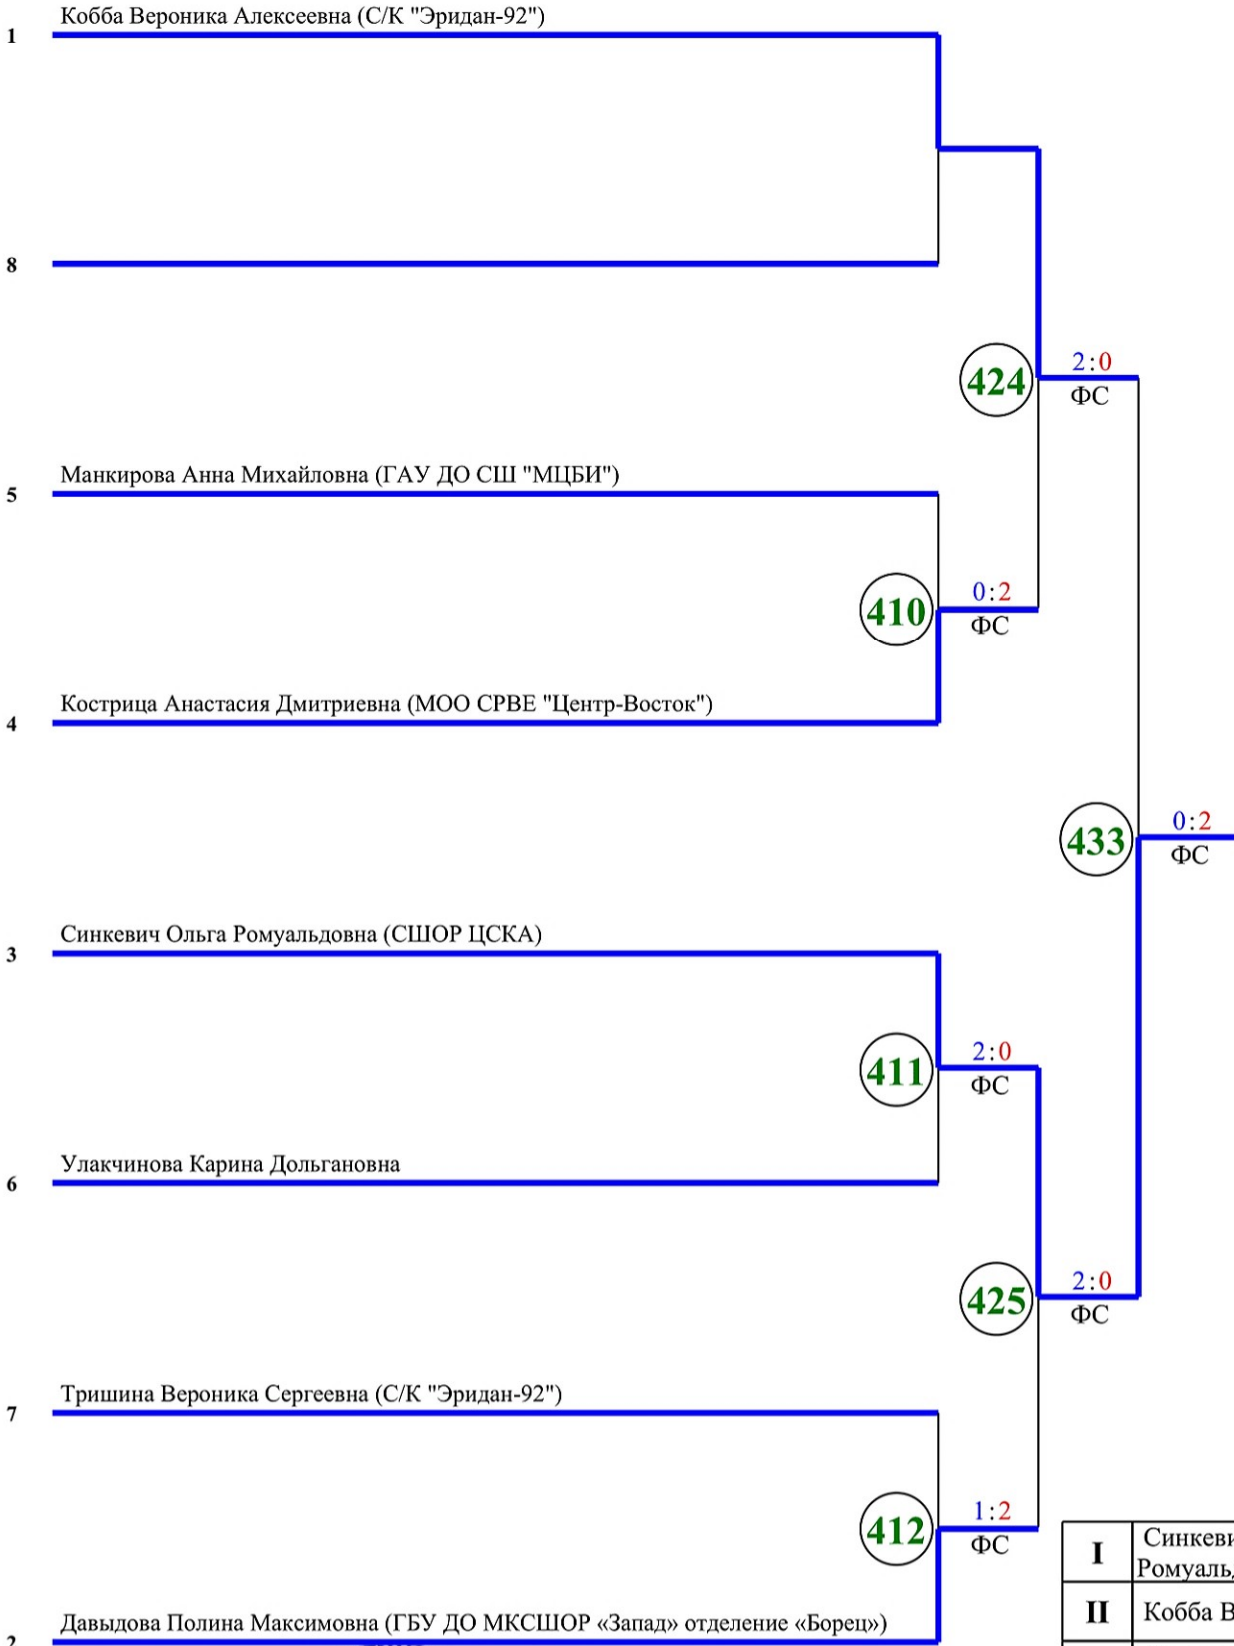 Кобба Вероника Алексеевна (С/К "Эридан-92")
1
8
424
2:0
ФС
Манкирова Анна Михайловна (ГАУ ДО СШ "МЦБИ")
5
410
0:2
ФС
Кострица Анастасия Дмитриевна (МОО СРВЕ "Центр-Восток")
4
433
0:2
ФС
Синкевич Ольга Ромуальдовна (СШОР ЦСКА)
3
411
2:0
ФС
Улакчинова Карина Дольгановна
6
425
2:0
ФС
Тришина Вероника Сергеевна (С/К "Эридан-92")
7
412
1:2
ФС
I
II Кобба
Давыдова Полина Максимовна (ГБУ ДО МКСШОР «Запад» отделение «Борец»)
2